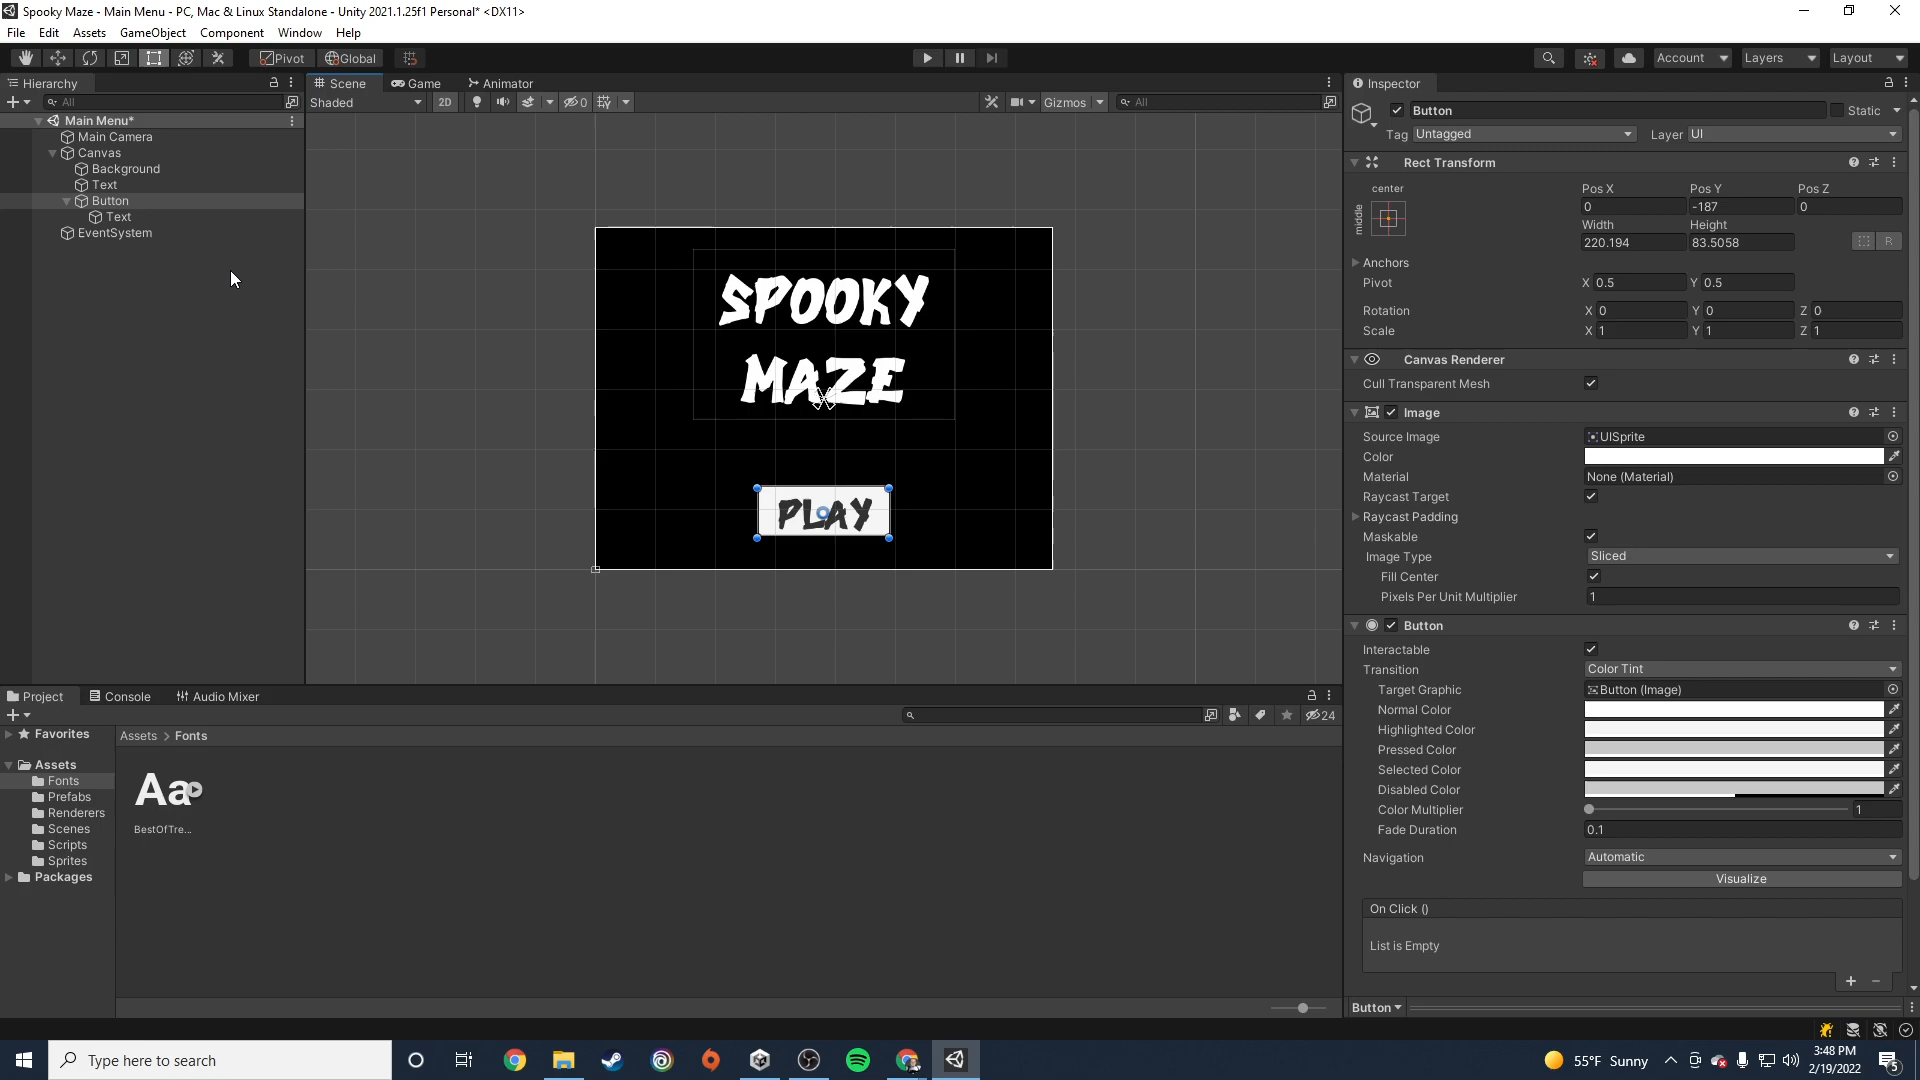 Spooky Maze - Main Menu - PC, Mac & Linux Standalone - Unity 2021.1.25f1 Personal* <DX11>
File Edit Assets GameObject Component Window Help
Pivot Global Account Layers Layout
Hierarchy Scene Game Animator Inspector
All Shaded 2D 0 Gizmos All
Button Static
Tag Untagged Layer UI
Main Menu*
Main Camera
Canvas
Background
Text
Button
Text
EventSystem
SPOOKY
MAZE
PLAY
Rect Transform
center
middle
Pos X Pos Y Pos Z
0 -187 0
Width Height
220.194 83.5058
R
Anchors
Pivot X 0.5 Y 0.5
Rotation X 0 Y 0 Z 0
Scale X 1 Y 1 Z 1
Canvas Renderer
Cull Transparent Mesh
Image
Source Image UISprite
Color
Material None (Material)
Raycast Target
Raycast Padding
Maskable
Image Type Sliced
Fill Center
Pixels Per Unit Multiplier 1
Button
Interactable
Transition Color Tint
Target Graphic Button (Image)
Normal Color
Highlighted Color
Pressed Color
Selected Color
Disabled Color
Color Multiplier 1
Fade Duration 0.1
Navigation Automatic
Visualize
On Click ()
List is Empty
Button
Project Console Audio Mixer
24
Favorites
Assets
Fonts
Prefabs
Renderers
Scenes
Scripts
Sprites
Packages
Assets > Fonts
Aa
BestOfTre...
Type here to search
55°F Sunny
3:48 PM
2/19/2022
5